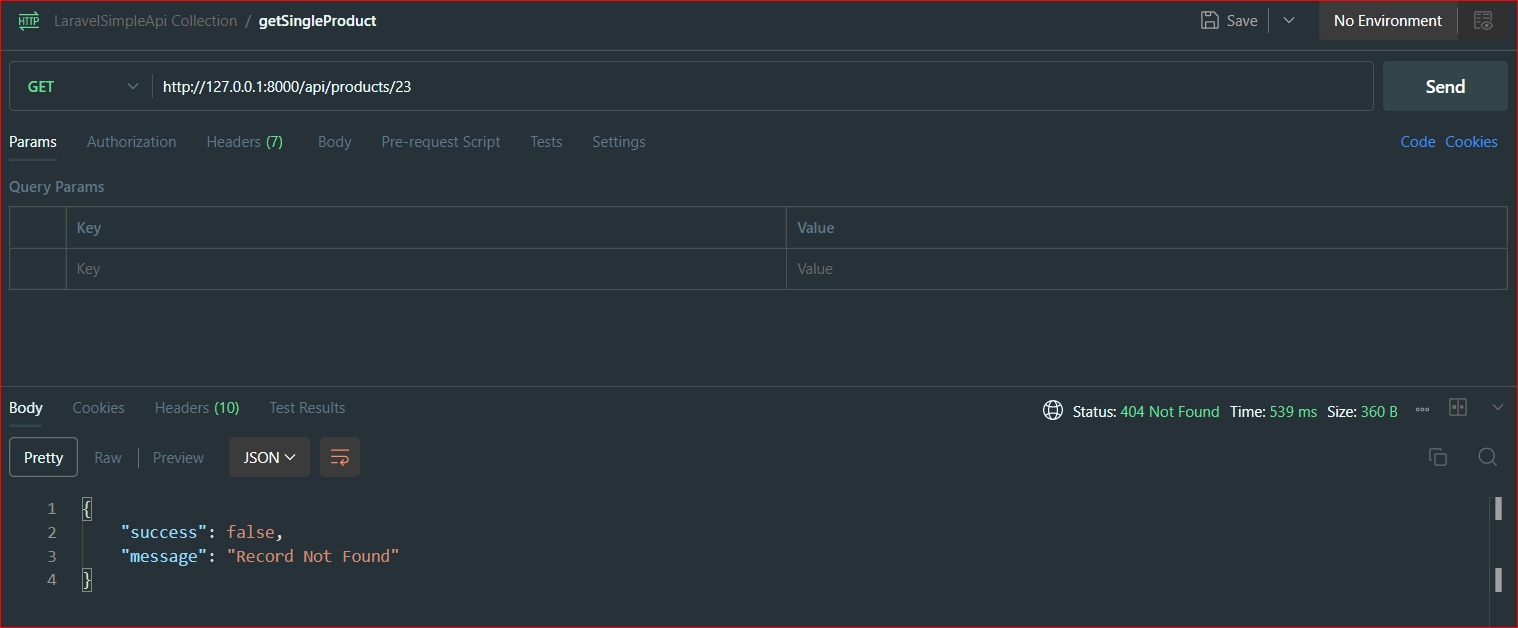 HTTP LaravelSimpleApi Collection / getSingleProduct Save No Environment
GET http://127.0.0.1:8000/api/products/23 Send
Params Authorization Headers (7) Body Pre-request Script Tests Settings Code Cookies
Query Params
Key Value
Key Value
Body Cookies Headers (10) Test Results Status: 404 Not Found Time: 539 ms Size: 360 B
Pretty Raw Preview JSON
1 {
2 "success": false,
3 "message": "Record Not Found"
4 }